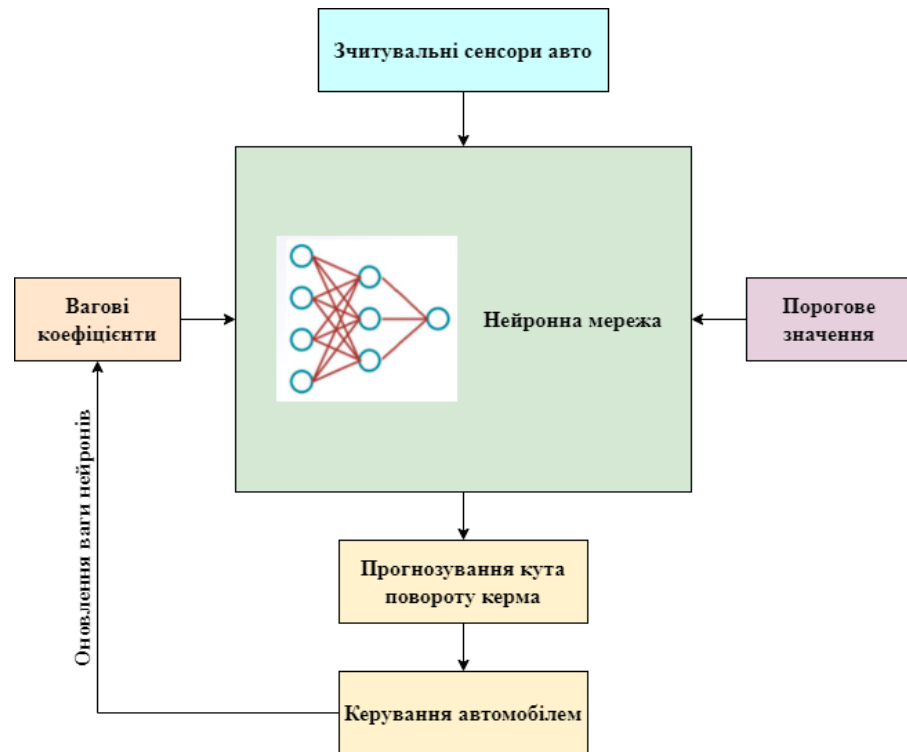 Зчитувальні сенсори авто
Вагові
коефіцієнти
Нейронна мережа
Порогове
значення
Оновлення ваги нейронів
Прогнозування кута
повороту керма
Керування автомобілем